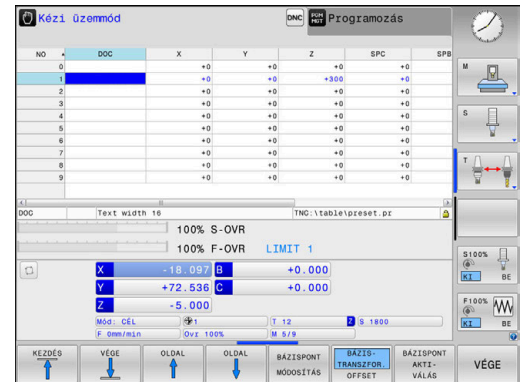 Kézi üzemmód
DNC PGM MGT Programozás
NO DOC X Y Z SPC SPB
0 +0 +0 +0 +0
1 +0 +0 +300 +0
2 +0 +0 +0 +0
3 +0 +0 +0 +0
4 +0 +0 +0 +0
5 +0 +0 +0 +0
6 +0 +0 +0 +0
7 +0 +0 +0 +0
8 +0 +0 +0 +0
9 +0 +0 +0 +0
DOC Text width 16 TNC:\table\preset.pr
100% S-OVR
100% F-OVR LIMIT 1
X -18.097 B +0.000
Y +72.536 C +0.000
Z -5.000
Mód: CÉL 1 T 12 Z S 1800
F 0mm/min Ovr 100% M 5/9
M
S
T
S100%
KI BE
F100%
KI BE
KEZDÉS
VÉGE
OLDAL
OLDAL
BÁZISPONT
MÓDOSÍTÁS
BÁZIS-
TRANSZFOR.
OFFSET
BÁZISPONT
AKTI-
VÁLÁS
VÉGE